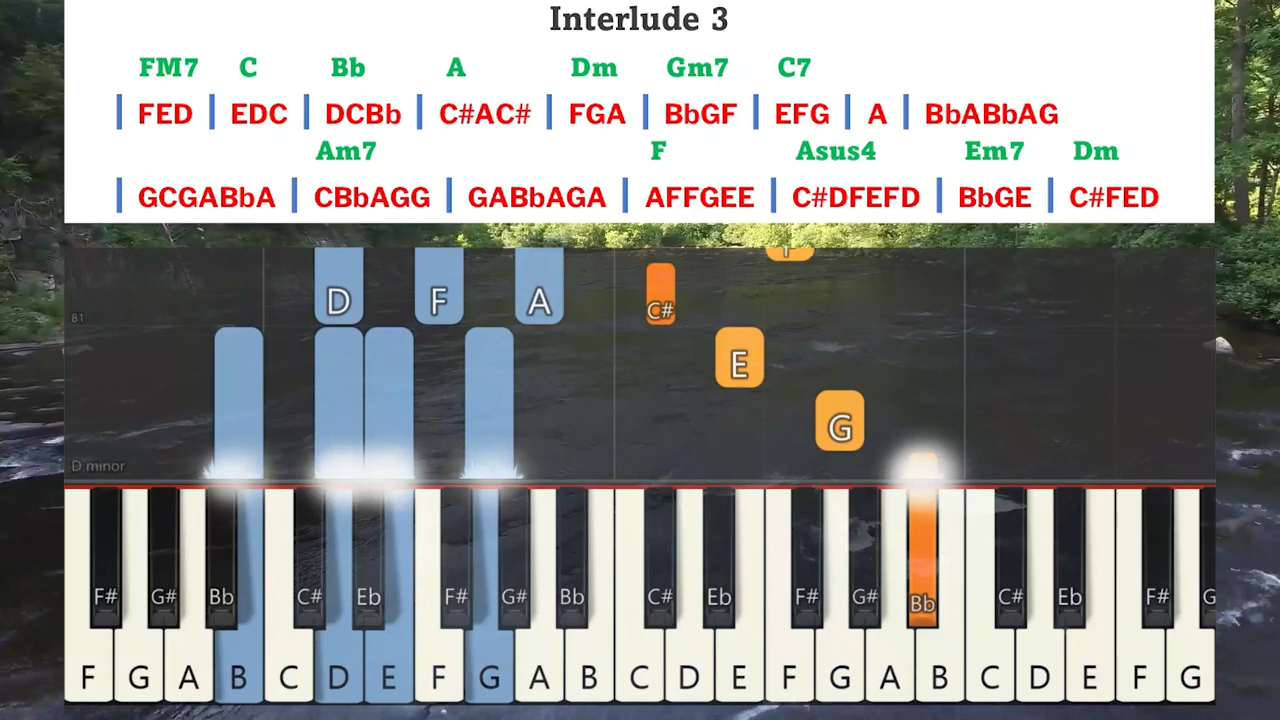 Interlude 3
FM7 C Bb A Dm Gm7 C7
| FED | EDC | DCBb | C#AC# | FGA | BbGF | EFG | A | BbABbAG
Am7 F Asus4 Em7 Dm
| GCGABbA | CBbAGG | GABbAGA | AFFGEE | C#DFEFD | BbGE | C#FED
D F A C#
81
E
G
D minor
F# G# Bb C# Eb F# G# Bb C# Eb F# G# Bb C# Eb F# G
F G A B C D E F G A B C D E F G A B C D E F G